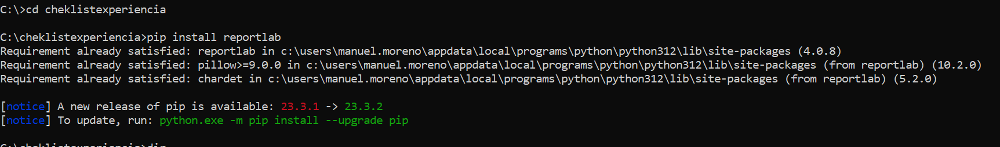 C:\>cd cheklistexperiencia
C:\cheklistexperiencia>pip install reportlab
Requirement already satisfied: reportlab in c:\users\manuel.moreno\appdata\local\programs\python\python312\lib\site-packages (4.0.8)
Requirement already satisfied: pillow>=9.0.0 in c:\users\manuel.moreno\appdata\local\programs\python\python312\lib\site-packages (from reportlab) (10.2.0)
Requirement already satisfied: chardet in c:\users\manuel.moreno\appdata\local\programs\python\python312\lib\site-packages (from reportlab) (5.2.0)
[notice] A new release of pip is available: 23.3.1 -> 23.3.2
[notice] To update, run: python.exe -m pip install --upgrade pip
C:\cheklistexperiencia>dir